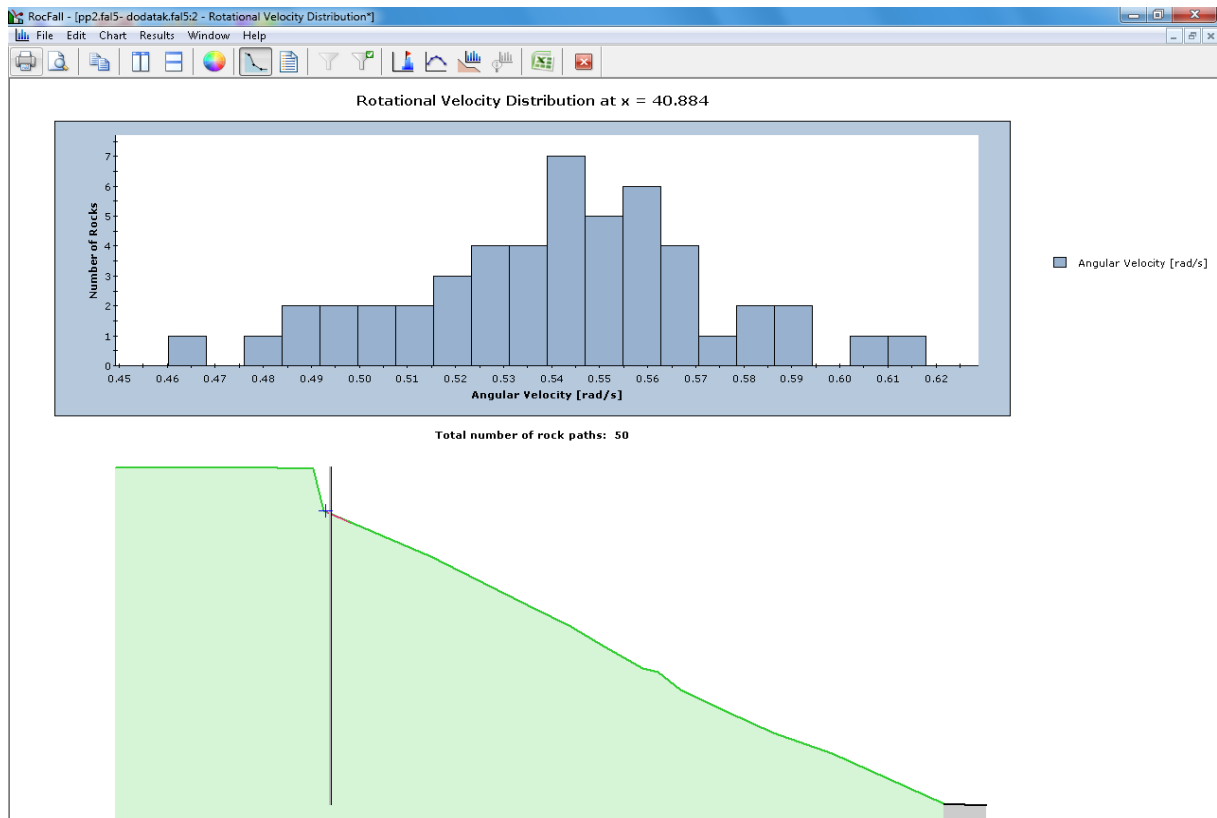 RocFall - [pp2.fal5- dodatak.fal5:2 - Rotational Velocity Distribution*]
File Edit Chart Results Window Help
Rotational Velocity Distribution at x = 40.884
7
6
5
4
3
2
1
0
Number of Rocks
0.45 0.46 0.47 0.48 0.49 0.50 0.51 0.52 0.53 0.54 0.55 0.56 0.57 0.58 0.59 0.60 0.61 0.62
Angular Velocity [rad/s]
Angular Velocity [rad/s]
Total number of rock paths: 50